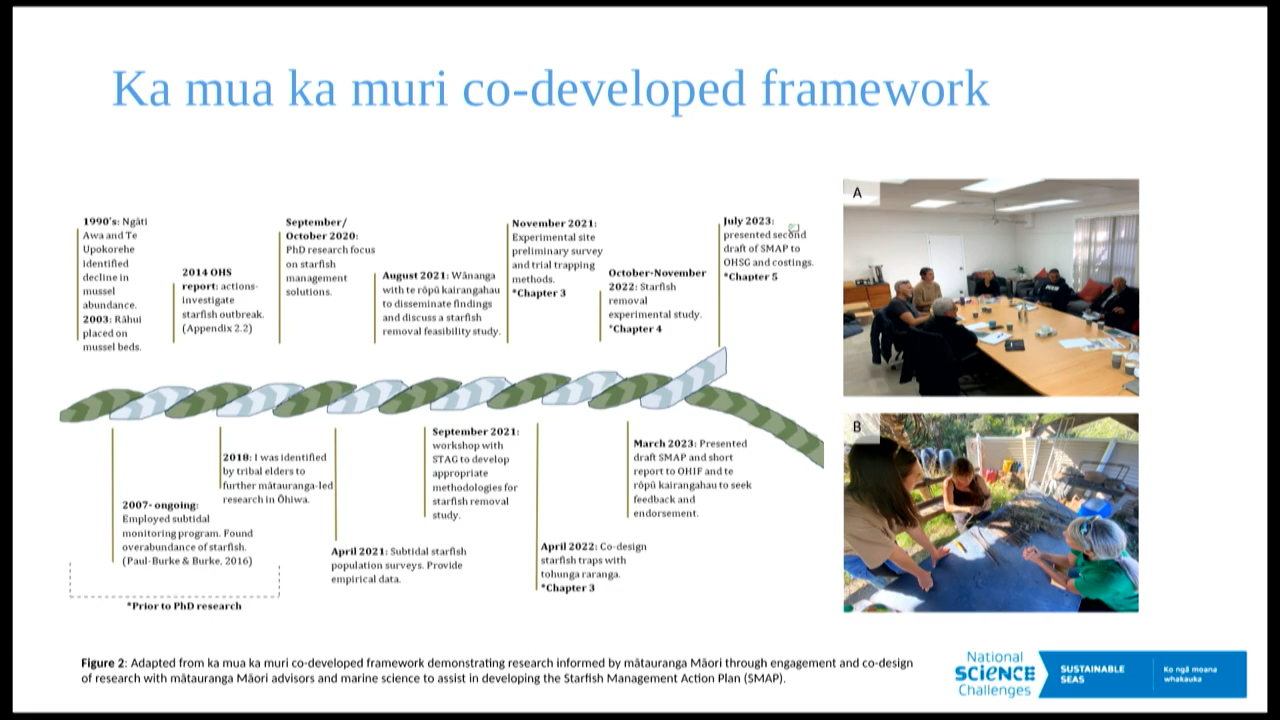 Ka mua ka muri co-developed framework
1990's: Ngāti
Awa and Te
Upokorehe
identified
decline in
mussel
abundance.
2003: Rāhui
placed on
mussel beds.
2014 OHS
report: actions-
investigate
starfish outbreak.
(Appendix 2.2)
September/
October 2020:
PhD research focus
on starfish
management
solutions.
August 2021: Wānanga
with te rōpū kairangahau
to disseminate findings
and discuss a starfish
removal feasibility study.
November 2021:
Experimental site
preliminary survey
and trial trapping
methods.
*Chapter 3
October-November
2022: Starfish
removal
experimental study.
*Chapter 4
July 2023:
presented second
draft of SMAP to
OHSG and costings.
*Chapter 5
2007- ongoing:
Employed subtidal
monitoring program. Found
overabundance of starfish.
(Paul-Burke & Burke, 2016)
*Prior to PhD research
2018: I was identified
by tribal elders to
further mātauranga-led
research in Ōhiwa.
April 2021: Subtidal starfish
population surveys. Provide
empirical data.
September 2021:
workshop with
STAG to develop
appropriate
methodologies for
starfish removal
study.
April 2022: Co-design
starfish traps with
tohunga raranga.
*Chapter 3
March 2023: Presented
draft SMAP and short
report to OHIF and te
rōpū kairangahau to seek
feedback and
endorsement.
A
B
Figure 2: Adapted from ka mua ka muri co-developed framework demonstrating research informed by mātauranga Māori through engagement and co-design
of research with mātauranga Māori advisors and marine science to assist in developing the Starfish Management Action Plan (SMAP).
National
SCIENCE
Challenges
SUSTAINABLE
SEAS
Ko ngā moana
whakauka